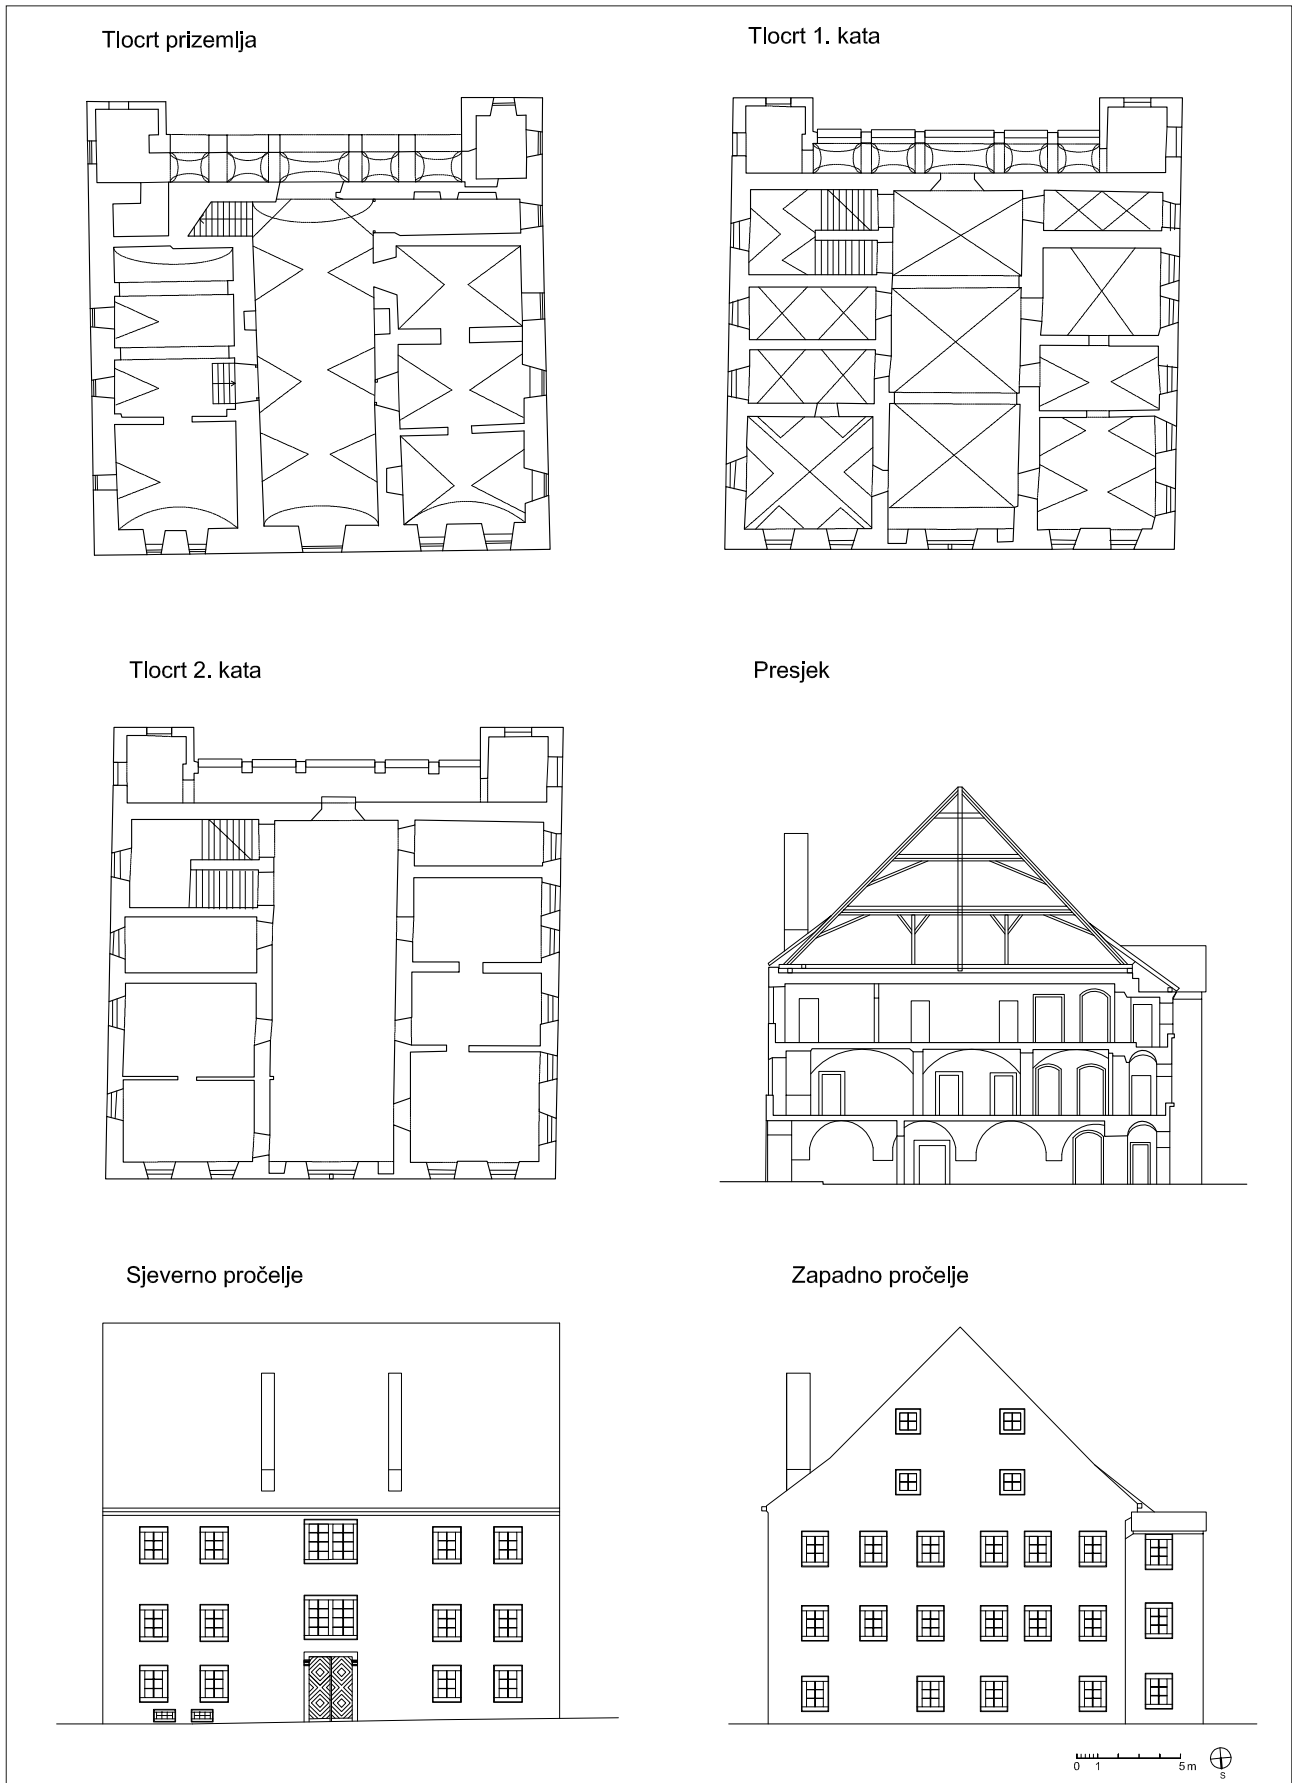 Tlocrt prizemlja
Tlocrt 1. kata
Tlocrt 2. kata
Presjek
Sjeverno pročelje
Zapadno pročelje
0 1 5m
S